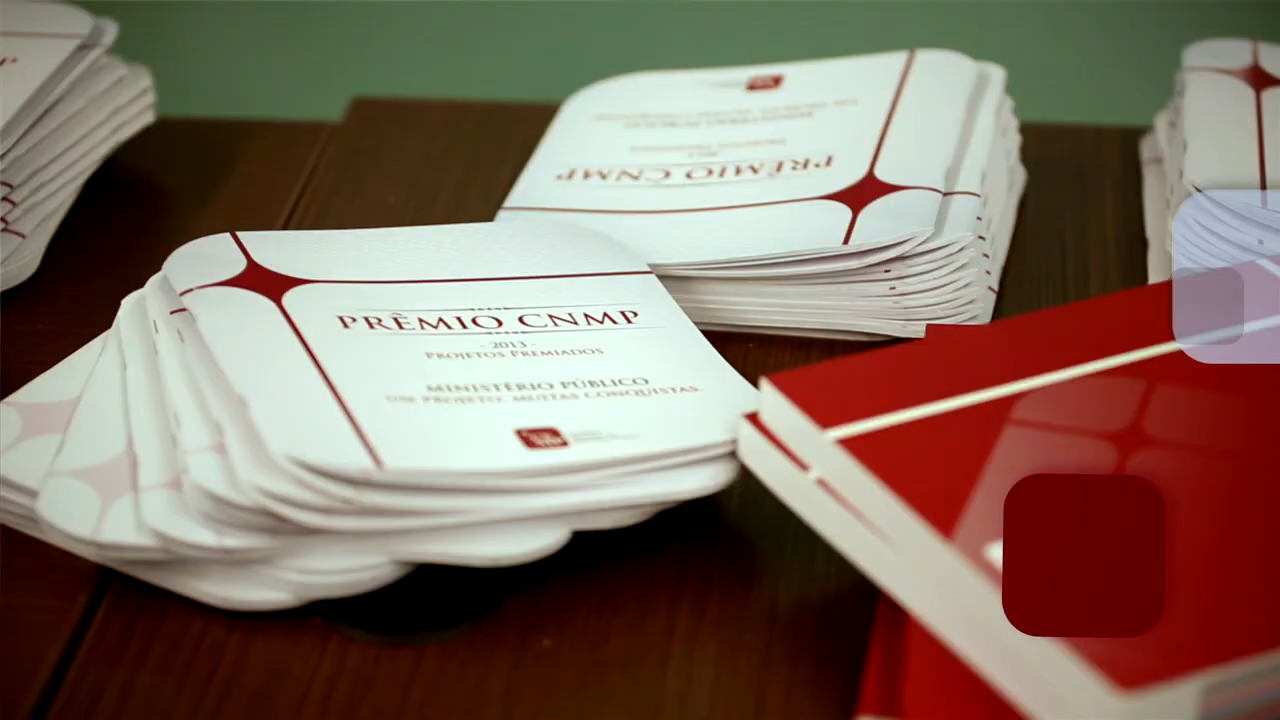 PRÊMIO CNMP
- 2013 -
PROJETOS PREMIADOS
MINISTÉRIO PÚBLICO
UM PROJETO. MUITAS CONQUISTAS.
PRÊMIO CNMP